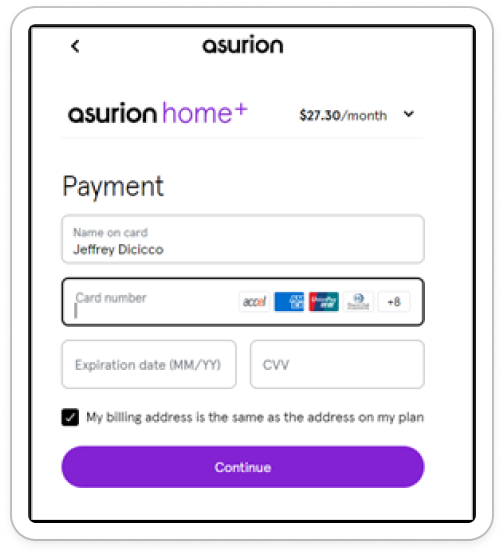 asurion
asurion home+ $27.30/month
Payment
Name on card
Jeffrey Dicicco
Card number accel UnionPay +8
Expiration date (MM/YY) CVV
My billing address is the same as the address on my plan
Continue